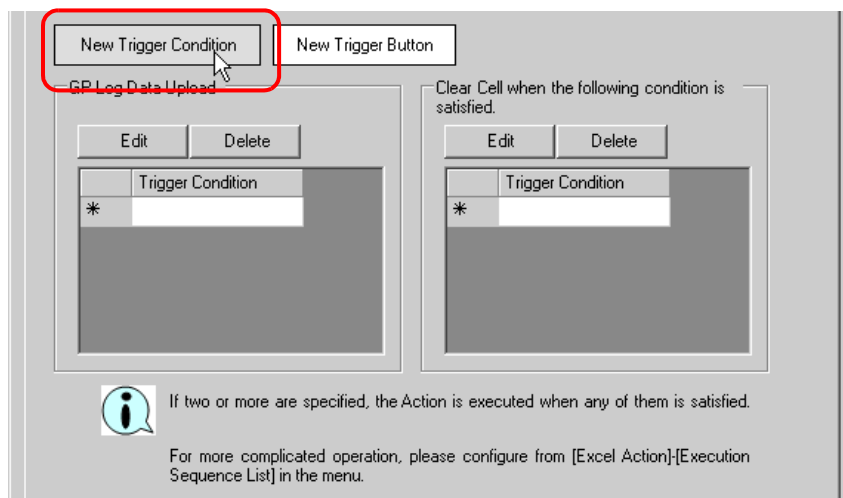 New Trigger Condition New Trigger Button
GP Log Data Upload
Clear Cell when the following condition is
satisfied.
Edit Delete
Edit Delete
Trigger Condition
Trigger Condition
*
*
If two or more are specified, the Action is executed when any of them is satisfied.
For more complicated operation, please configure from [Excel Action]-[Execution
Sequence List] in the menu.